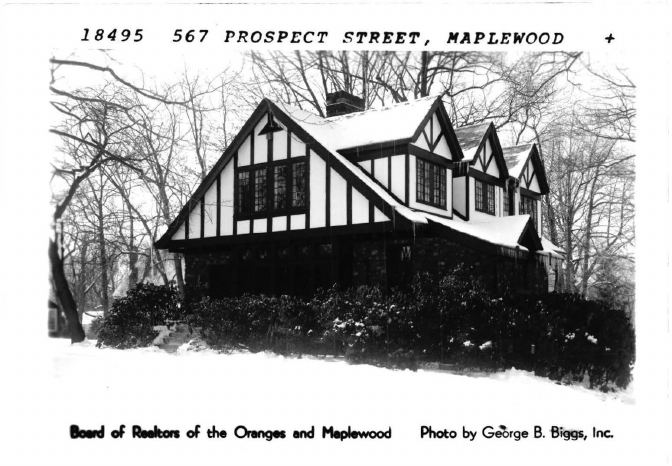 18495 567 PROSPECT STREET, MAPLEWOOD +
Board of Realtors of the Oranges and Maplewood Photo by George B. Biggs, Inc.